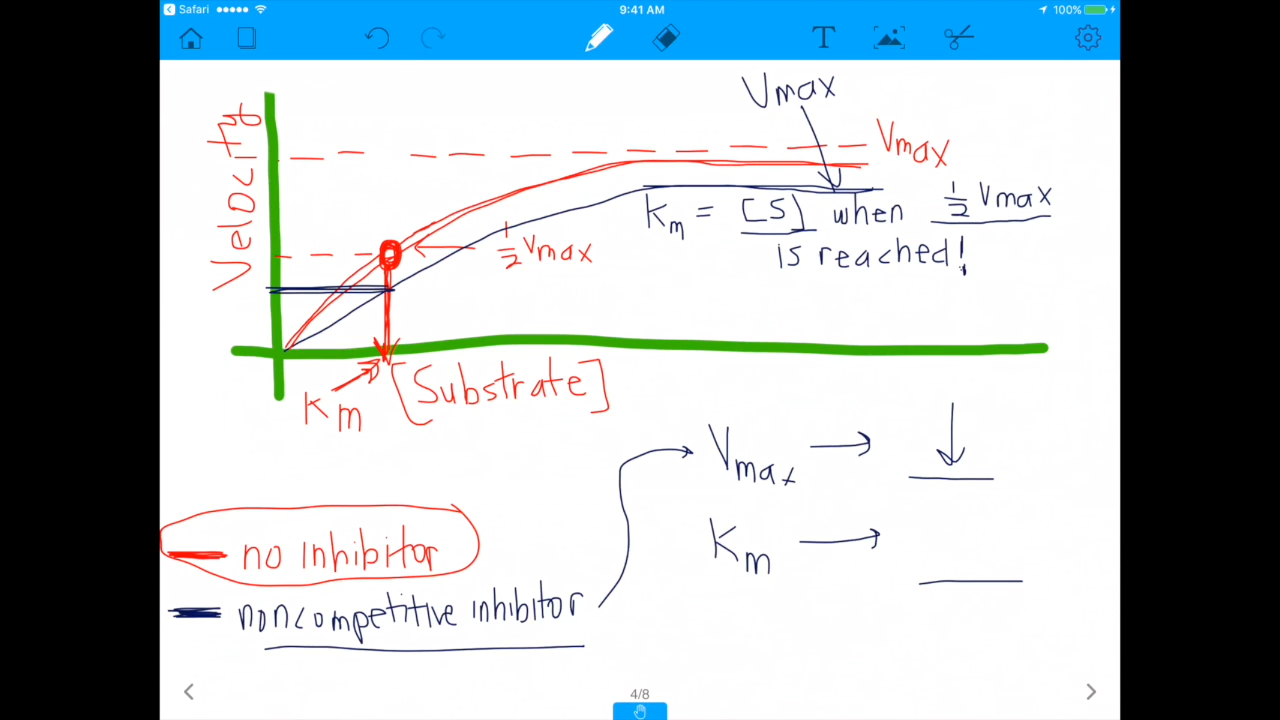 Safari
9:41 AM
100%
T
Velocity
Vmax
Vmax
Km = [S] when 1/2 Vmax
is reached!
1/2 Vmax
Km
[Substrate]
Vmax → ↓
Km →
no inhibitor
noncompetitive inhibitor
4/8